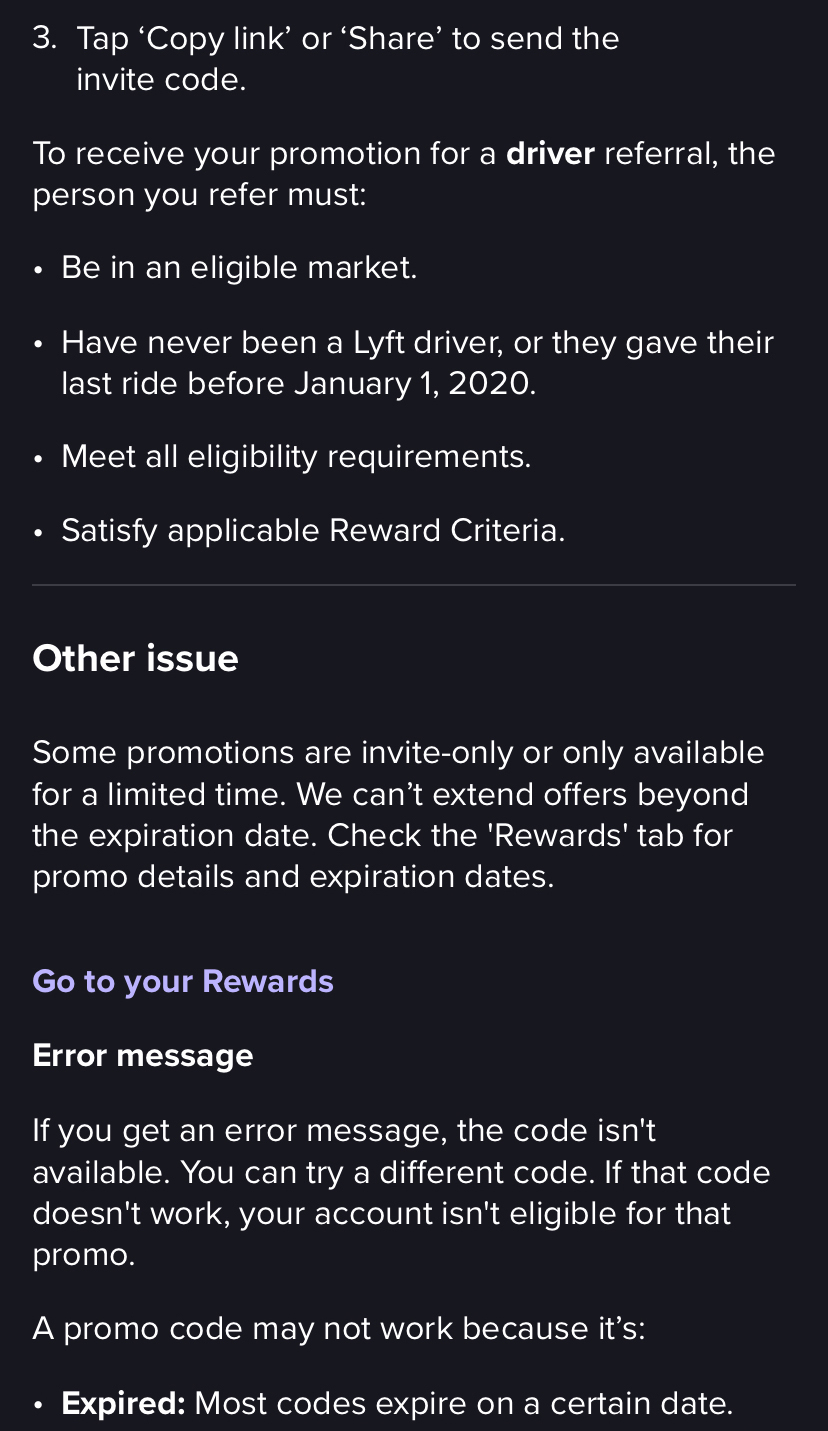 3. Tap ‘Copy link’ or ‘Share’ to send the
invite code.
To receive your promotion for a driver referral, the
person you refer must:
• Be in an eligible market.
• Have never been a Lyft driver, or they gave their
last ride before January 1, 2020.
• Meet all eligibility requirements.
• Satisfy applicable Reward Criteria.
Other issue
Some promotions are invite-only or only available
for a limited time. We can’t extend offers beyond
the expiration date. Check the 'Rewards' tab for
promo details and expiration dates.
Go to your Rewards
Error message
If you get an error message, the code isn't
available. You can try a different code. If that code
doesn't work, your account isn't eligible for that
promo.
A promo code may not work because it’s:
• Expired: Most codes expire on a certain date.